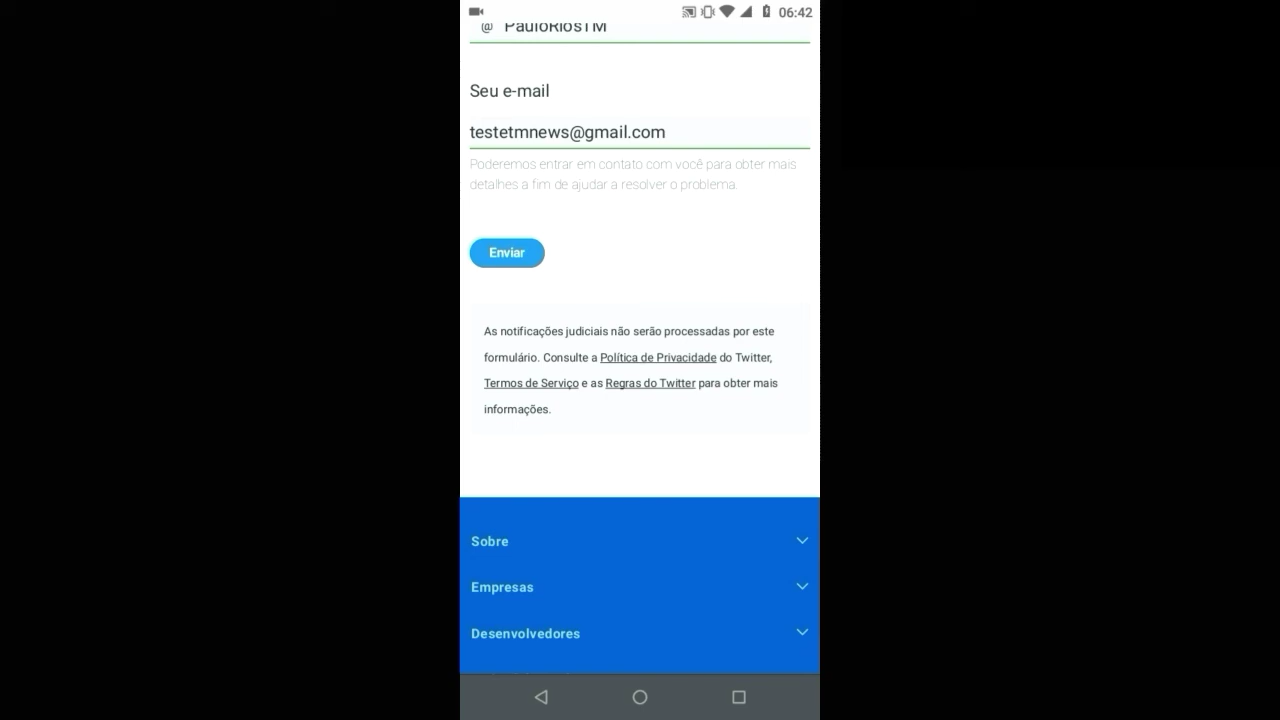 06:42
@ PauloRiosTM
Seu e-mail
testetmnews@gmail.com
Poderemos entrar em contato com você para obter mais
detalhes a fim de ajudar a resolver o problema.
Enviar
As notificações judiciais não serão processadas por este
formulário. Consulte a Política de Privacidade do Twitter,
Termos de Serviço e as Regras do Twitter para obter mais
informações.
Sobre
Empresas
Desenvolvedores